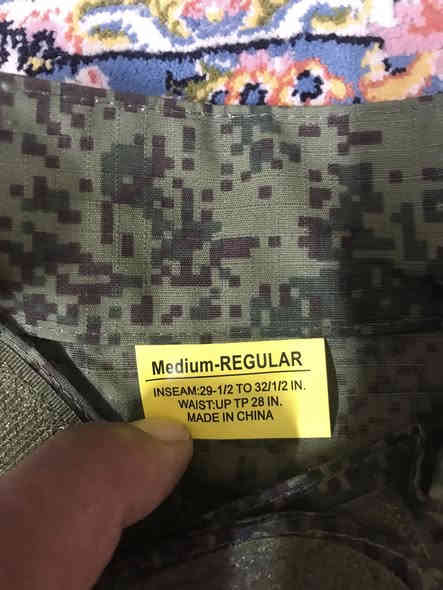 Medium-REGULAR
INSEAM:29-1/2 TO 32/1/2 IN.
WAIST:UP TP 28 IN.
MADE IN CHINA